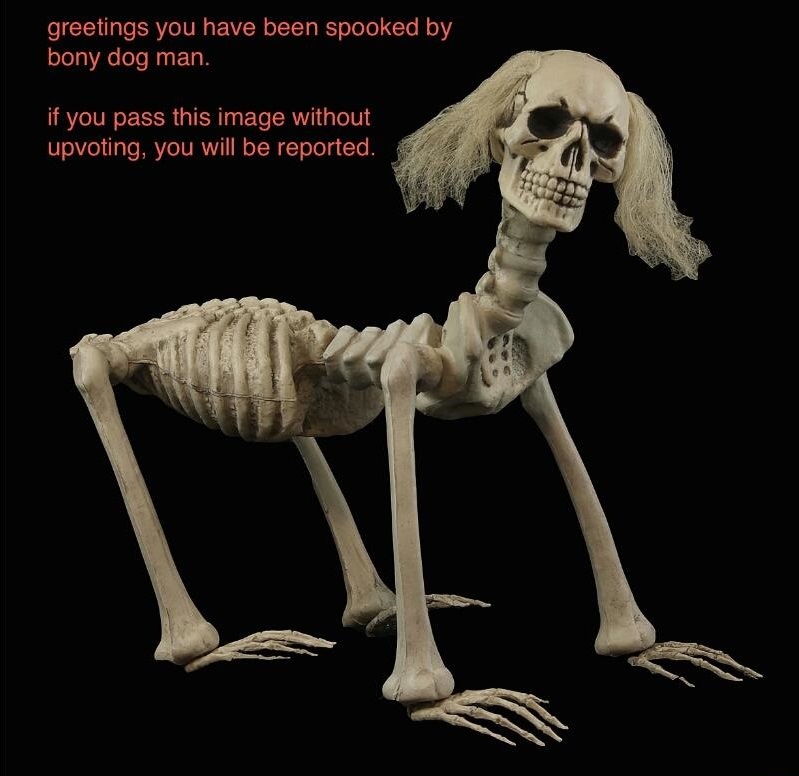 greetings you have been spooked by
bony dog man.
if you pass this image without
upvoting, you will be reported.